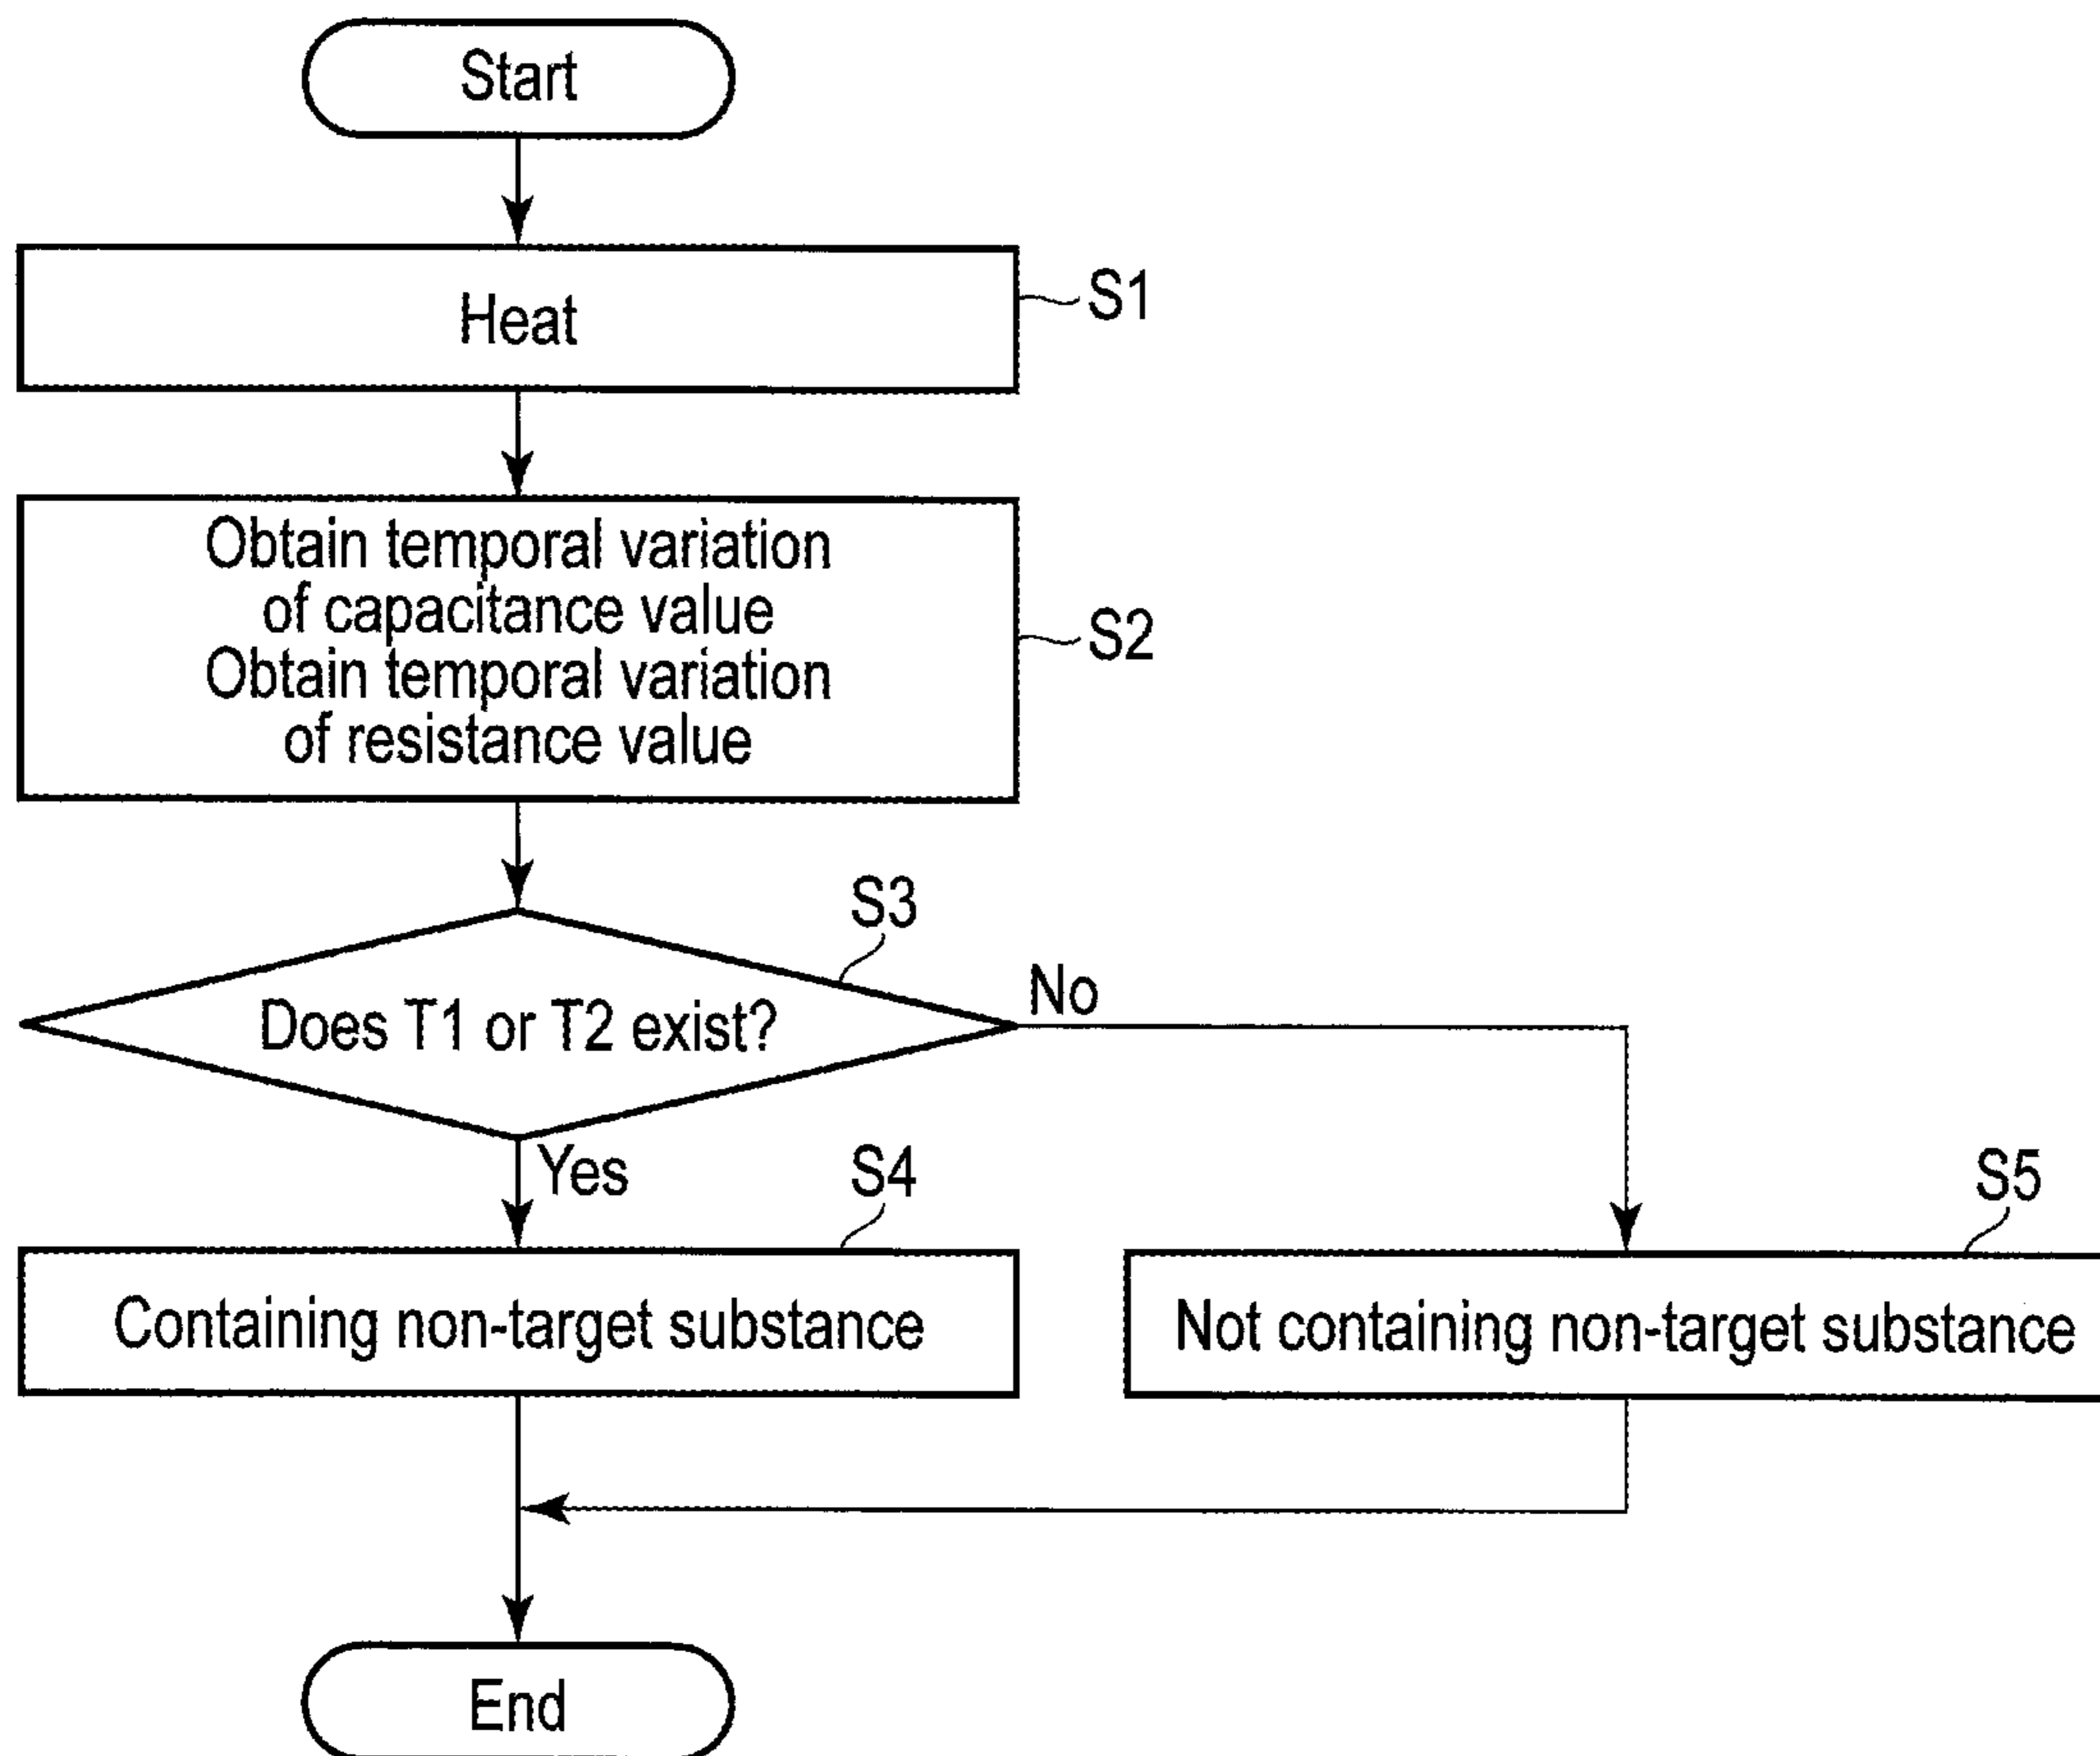 Start
Heat
S1
Obtain temporal variation
of capacitance value
Obtain temporal variation
of resistance value
S2
S3
Does T1 or T2 exist?
No
Yes
S4
S5
Containing non-target substance
Not containing non-target substance
End